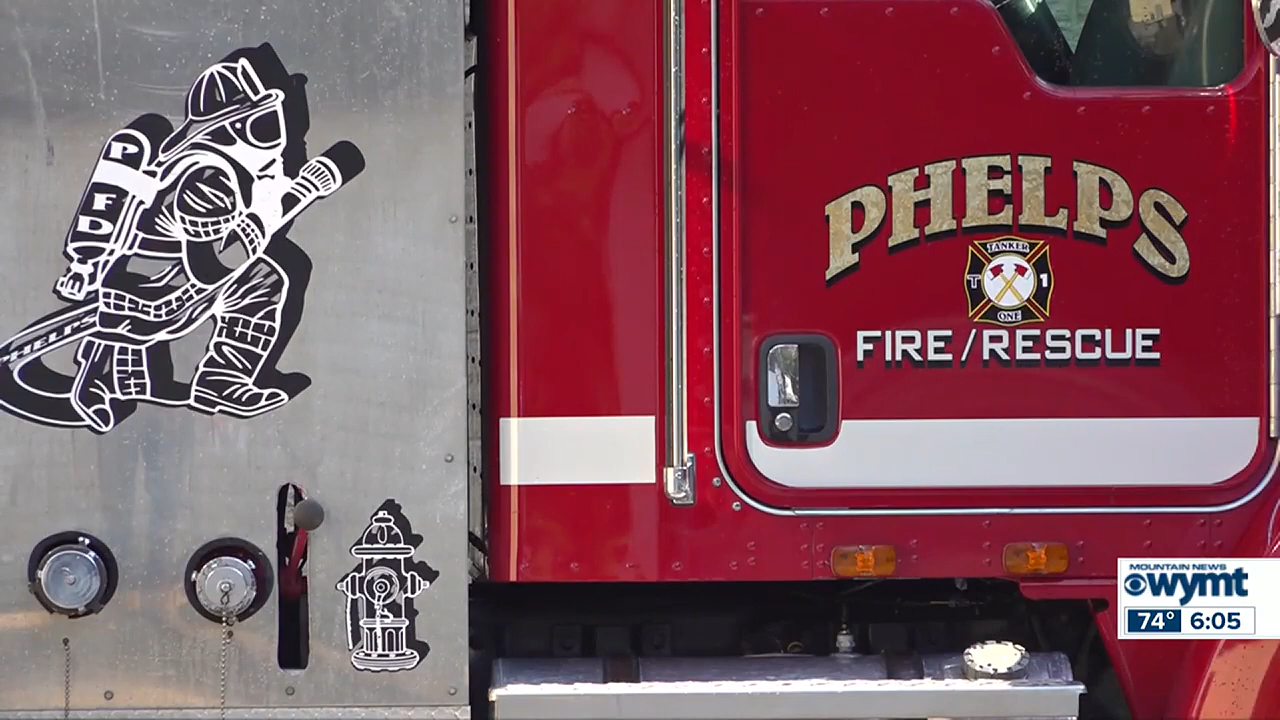 P
F
D
PHELPS
PHELPS
TANKER
T 1
ONE
FIRE/RESCUE
MOUNTAIN NEWS
wymt
74° 6:05